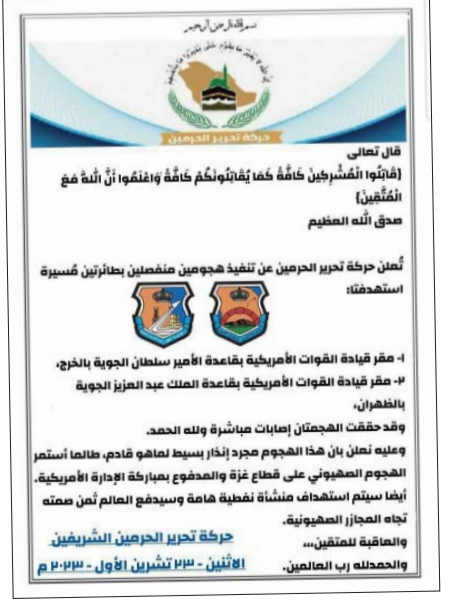 بسم الله الرحمن الرحيم
حركة تحرير الحرمين
قال تعالى
{قَاتِلُوا الْمُشْرِكِينَ كَافَّةً كَمَا يُقَاتِلُونَكُمْ كَافَّةً وَاعْلَمُوا أَنَّ اللَّهَ مَعَ
الْمُتَّقِينَ}
صدق الله العظيم
تُعلن حركة تحرير الحرمين عن تنفيذ هجومين منفصلين بطائرتين مُسيرة
استهدفتا:
١- مقر قيادة القوات الأمريكية بقاعدة الأمير سلطان الجوية بالخرج،
٢- مقر قيادة القوات الأمريكية بقاعدة الملك عبد العزيز الجوية
بالظهران،
وقد حققت الهجمتان إصابات مباشرة ولله الحمد.
وعليه نعلن بان هذا الهجوم مجرد إنذار بسيط لماهو قادم، طالما أستمر
الهجوم الصهيوني على قطاع غزة والمدفوع بمباركة الإدارة الأمريكية.
أيضا سيتم استهداف منشأة نفطية هامة وسيدفع العالم ثمن صمته
تجاه المجازر الصهيونية.
والعاقبة للمتقين،،،
والحمدلله رب العالمين.
حركة تحرير الحرمين الشريفين
الاثنين - ٢٣ تشرين الأول - ٢٠٢٣ م